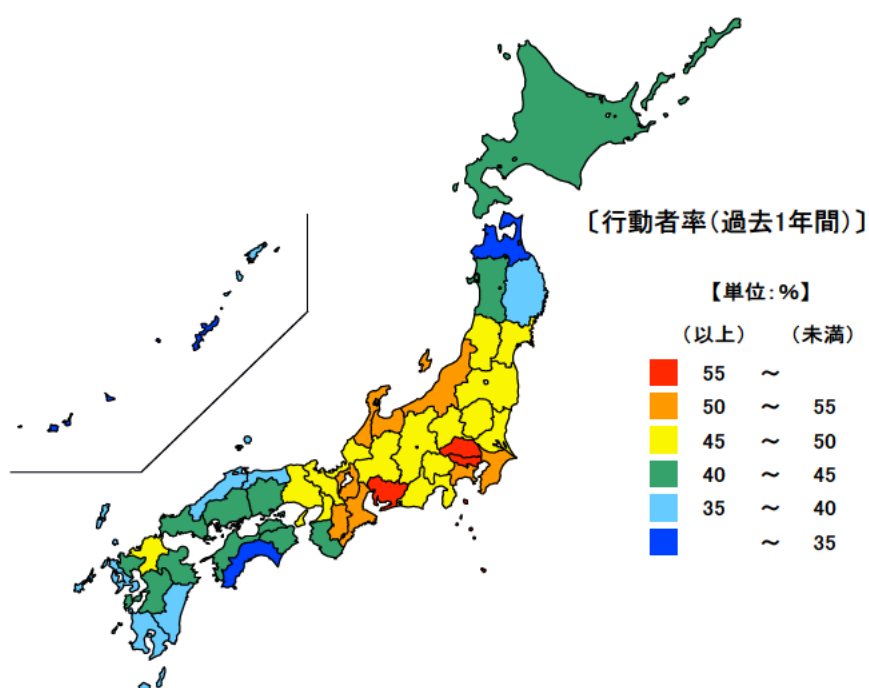 〔行動者率(過去1年間)〕
【単位:%】
(以上) (未満)
55 ~
50 ~ 55
45 ~ 50
40 ~ 45
35 ~ 40
~ 35